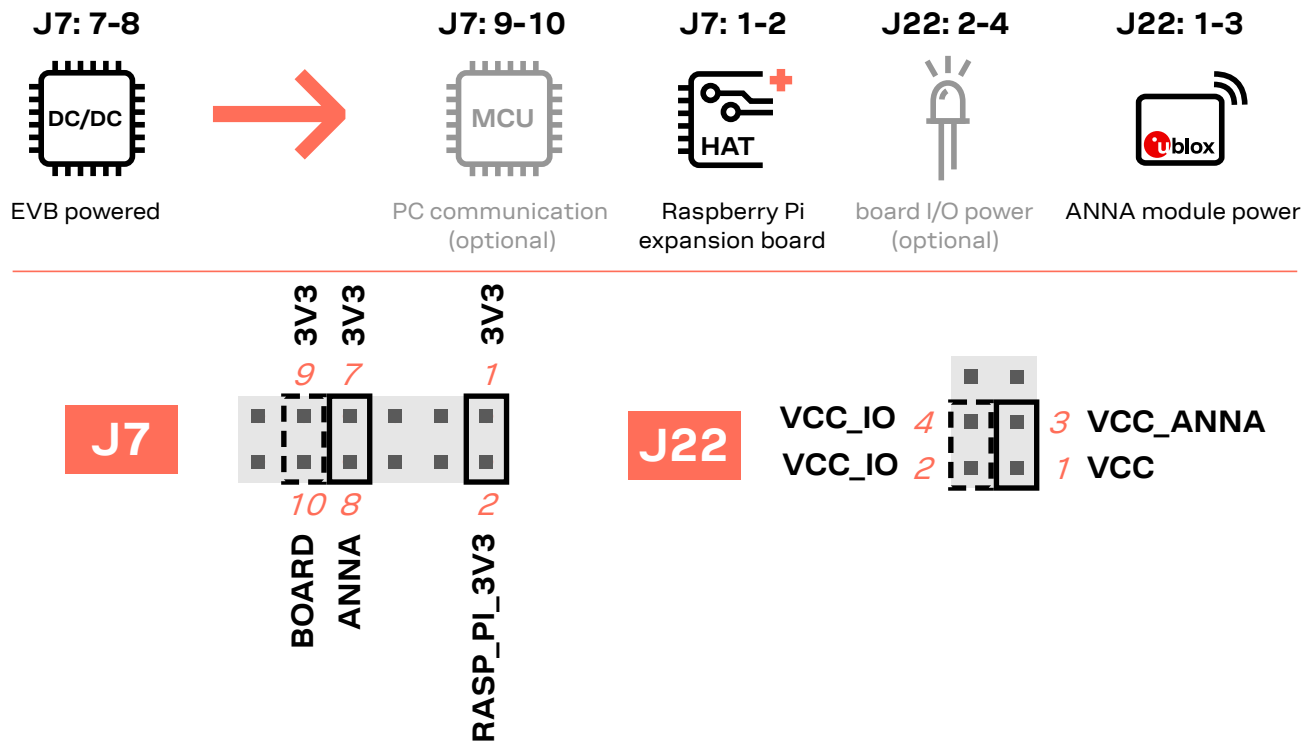 J7: 7-8
J7: 9-10
J7: 1-2
J22: 2-4
J22: 1-3
DC/DC
MCU
HAT
ublox
EVB powered
PC communication
(optional)
Raspberry Pi
expansion board
board I/O power
(optional)
ANNA module power
3V3
3V3
3V3
9
7
1
J7
10
8
2
BOARD
ANNA
RASP_PI_3V3
J22
VCC_IO 4
3 VCC_ANNA
VCC_IO 2
1 VCC